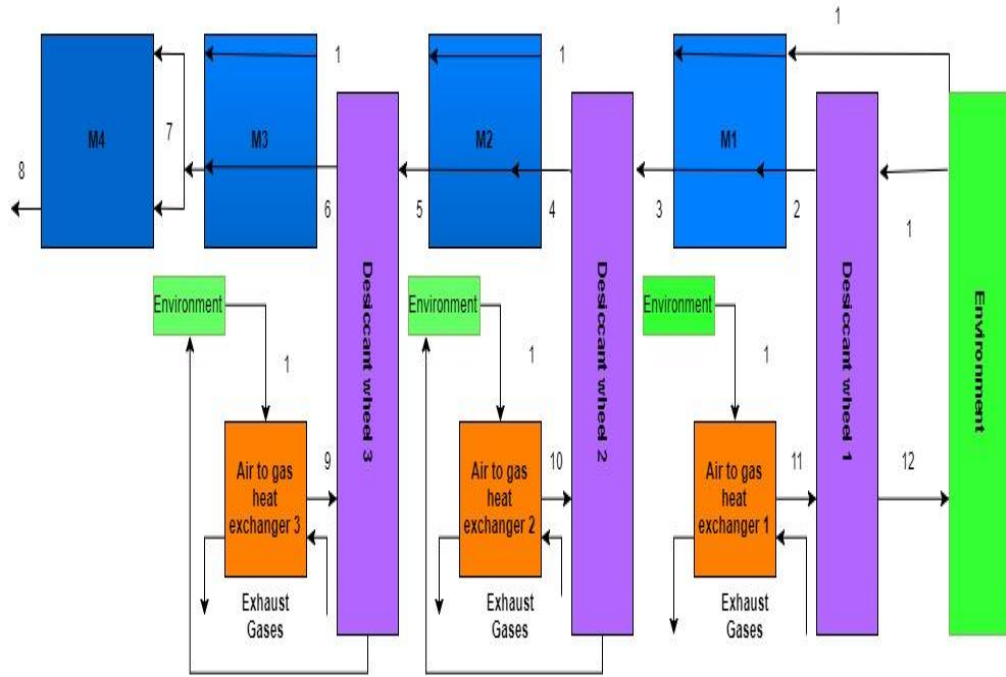 1
M4
7
M3
1
M2
1
M1
1
8
6
5
4
3
2
1
Desiccant wheel 3
Desiccant wheel 2
Desiccant wheel 1
Environment
Environment
Environment
Environment
1
1
1
9
10
11
12
Air to gas
heat
exchanger 3
Air to gas
heat
exchanger 2
Air to gas
heat
exchanger 1
Exhaust
Gases
Exhaust
Gases
Exhaust
Gases